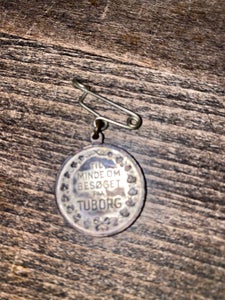 TIL
MINDE OM
BESØGET
PAA
TUBORG